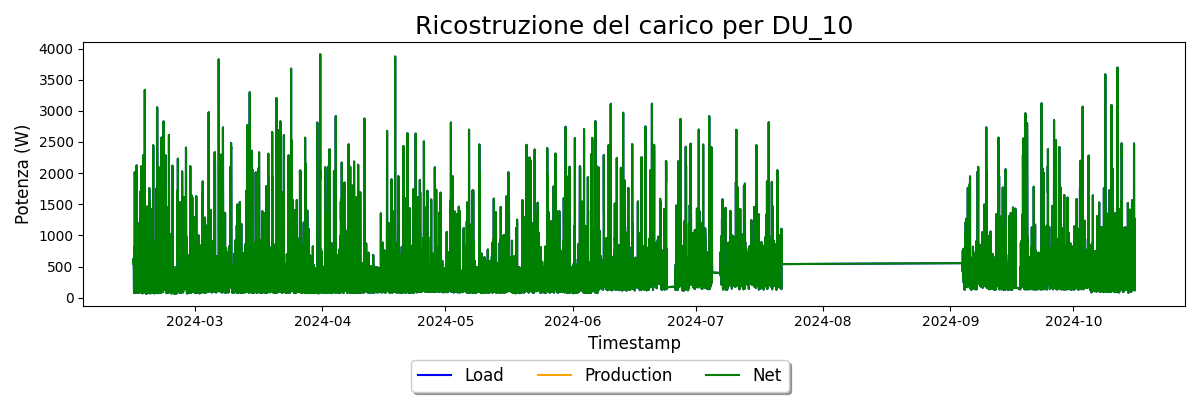 Ricostruzione del carico per DU_10
Potenza (W)
4000
3500
3000
2500
2000
1500
1000
500
0
2024-03 2024-04 2024-05 2024-06 2024-07 2024-08 2024-09 2024-10
Timestamp
Load Production Net